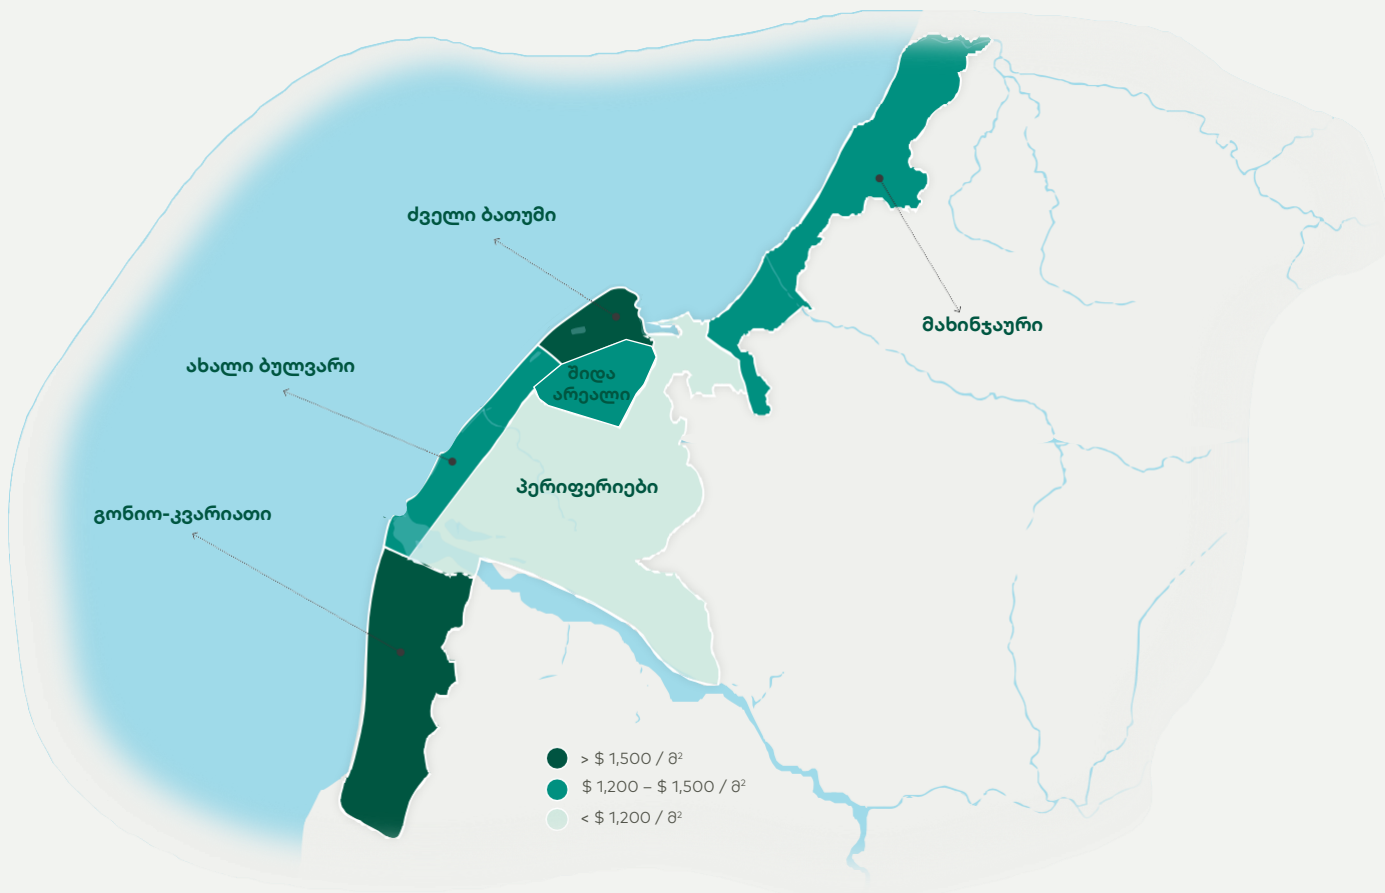 ძველი ბათუმი
მახინჯაური
ახალი ბულვარი
შიდა
არეალი
პერიფერიები
გონიო-კვარიათი
> $ 1,500 / მ²
$ 1,200 – $ 1,500 / მ²
< $ 1,200 / მ²